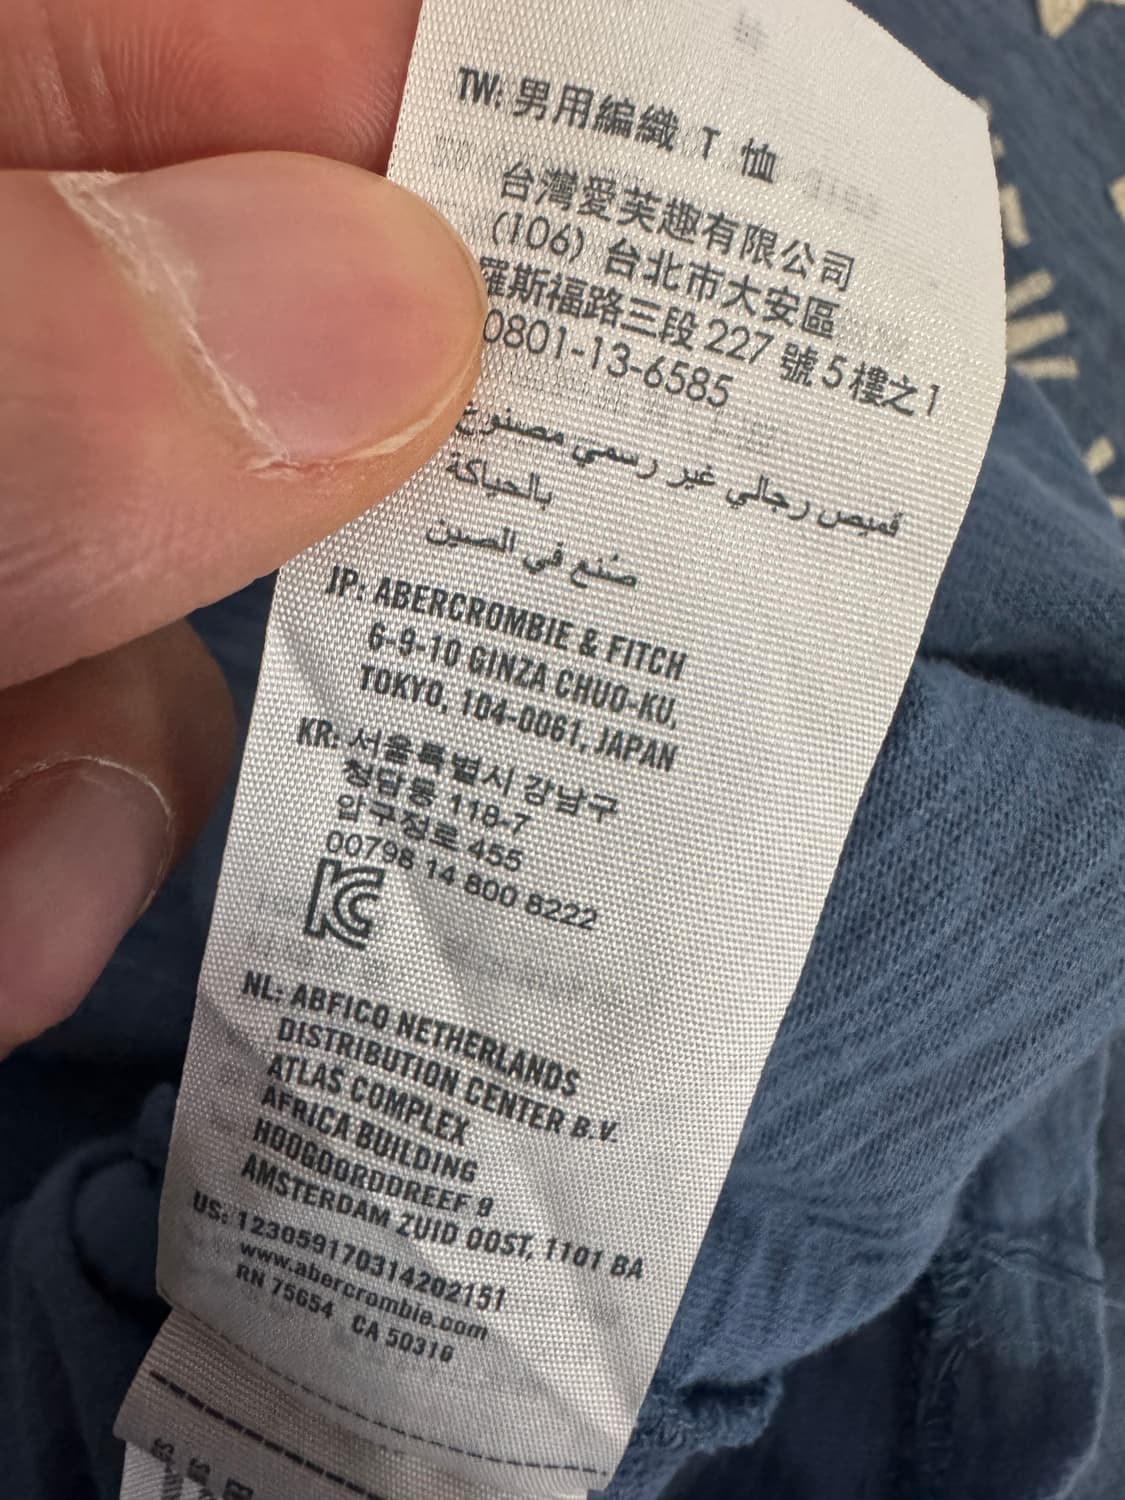 TW: 男用編織 T 恤
台灣愛芙趣有限公司
(106) 台北市大安區
羅斯福路三段 227 號 5 樓之 1
0801-13-6585
قميص رجالي غير رسمي مصنوع
بالحياكة
صُنع في الصين
JP: ABERCROMBIE & FITCH
6-9-10 GINZA CHUO-KU,
TOKYO, 104-0061, JAPAN
KR: 서울특별시 강남구
청담동 118-7
압구정로 455
00798 14 800 8222
KC
NL: ABFICO NETHERLANDS
DISTRIBUTION CENTER B.V.
ATLAS COMPLEX
AFRICA BUILDING
HOOGOORDDREEF 9
AMSTERDAM ZUID OOST, 1101 BA
US: 1230591703142021​51
www.abercrombie.com
RN 75654 CA 50316